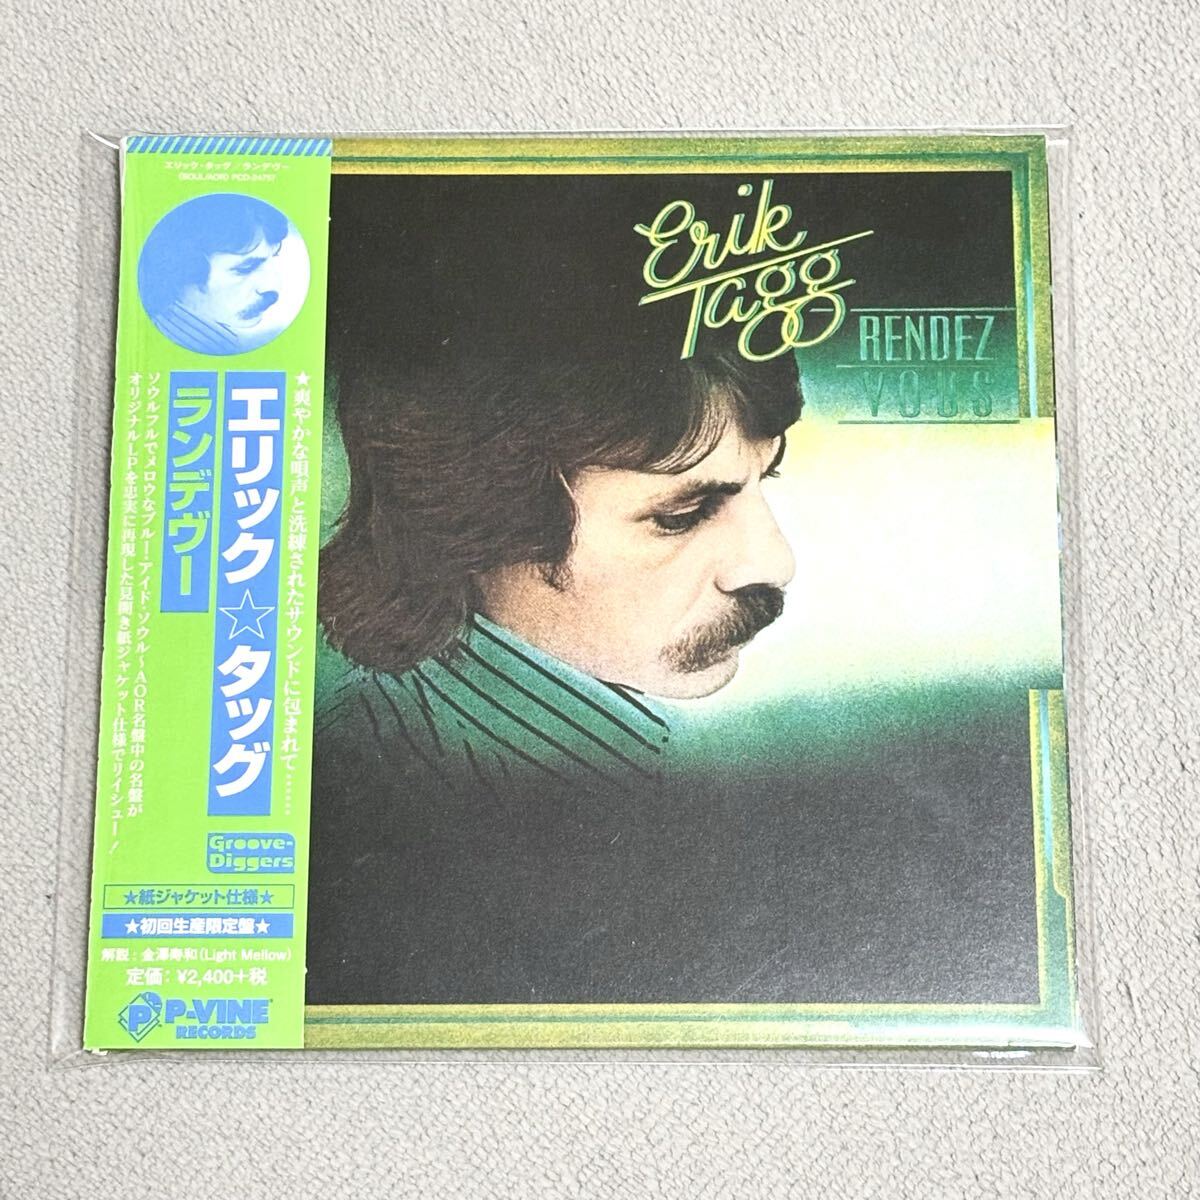 エリック・タッグ／ランデヴー
(SOUL/AOR) PCD-24757
★爽やかな唄声と洗練されたサウンドに包まれて……
エリック☆タッグ
ランデヴー
ソウルフルでメロウなブルー・アイド・ソウル〜AOR名盤中の名盤が
オリジナルLPを忠実に再現した見開き紙ジャケット仕様でリイシュー！
Groove-
Diggers
★紙ジャケット仕様★
★初回生産限定盤★
解説：金澤寿和(Light Mellow)
定価：¥2,400+税
P-VINE
RECORDS
Erik
Tagg
RENDEZ
VOUS